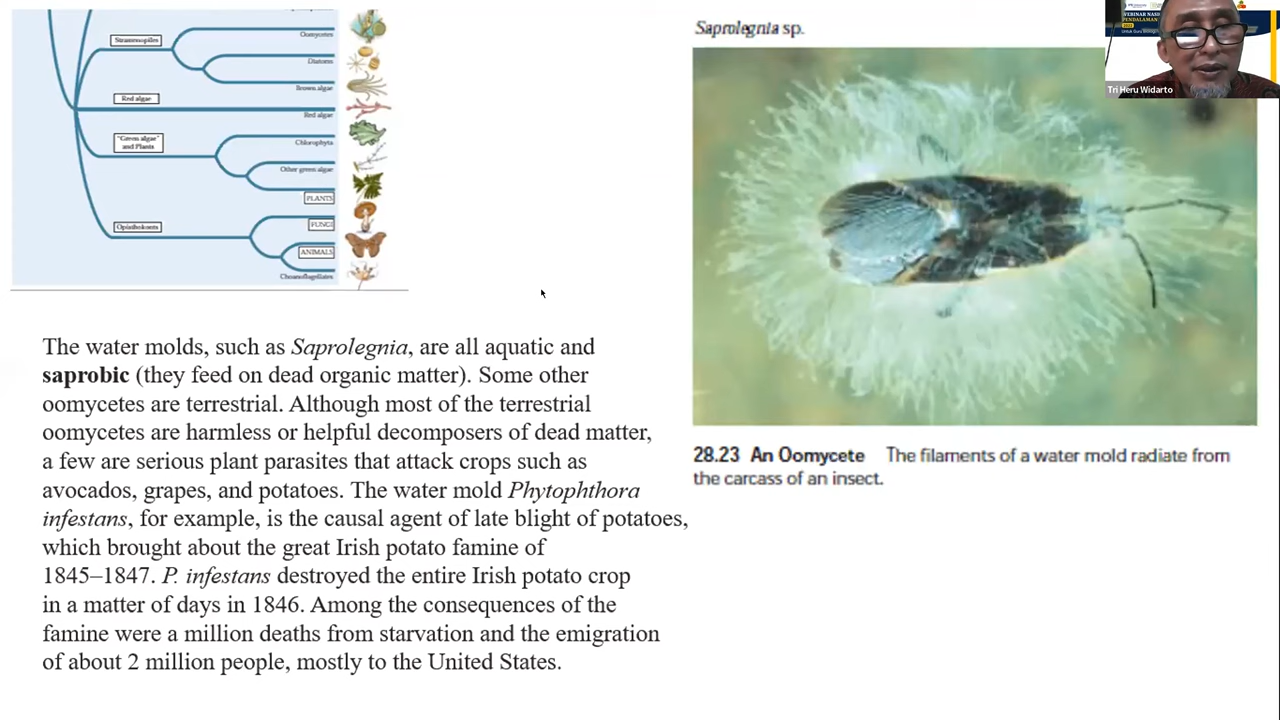 Stramenopiles
Oomycetes
Diatoms
Brown algae
Red algae
Red algae
"Green algae"
and Plants
Chlorophyta
Other green algae
PLANTS
Opisthokonts
FUNGI
ANIMALS
Choanoflagellates
Saprolegnia sp.
Tri Heru Widarto
28.23 An Oomycete The filaments of a water mold radiate from
the carcass of an insect.
The water molds, such as Saprolegnia, are all aquatic and
saprobic (they feed on dead organic matter). Some other
oomycetes are terrestrial. Although most of the terrestrial
oomycetes are harmless or helpful decomposers of dead matter,
a few are serious plant parasites that attack crops such as
avocados, grapes, and potatoes. The water mold Phytophthora
infestans, for example, is the causal agent of late blight of potatoes,
which brought about the great Irish potato famine of
1845–1847. P. infestans destroyed the entire Irish potato crop
in a matter of days in 1846. Among the consequences of the
famine were a million deaths from starvation and the emigration
of about 2 million people, mostly to the United States.